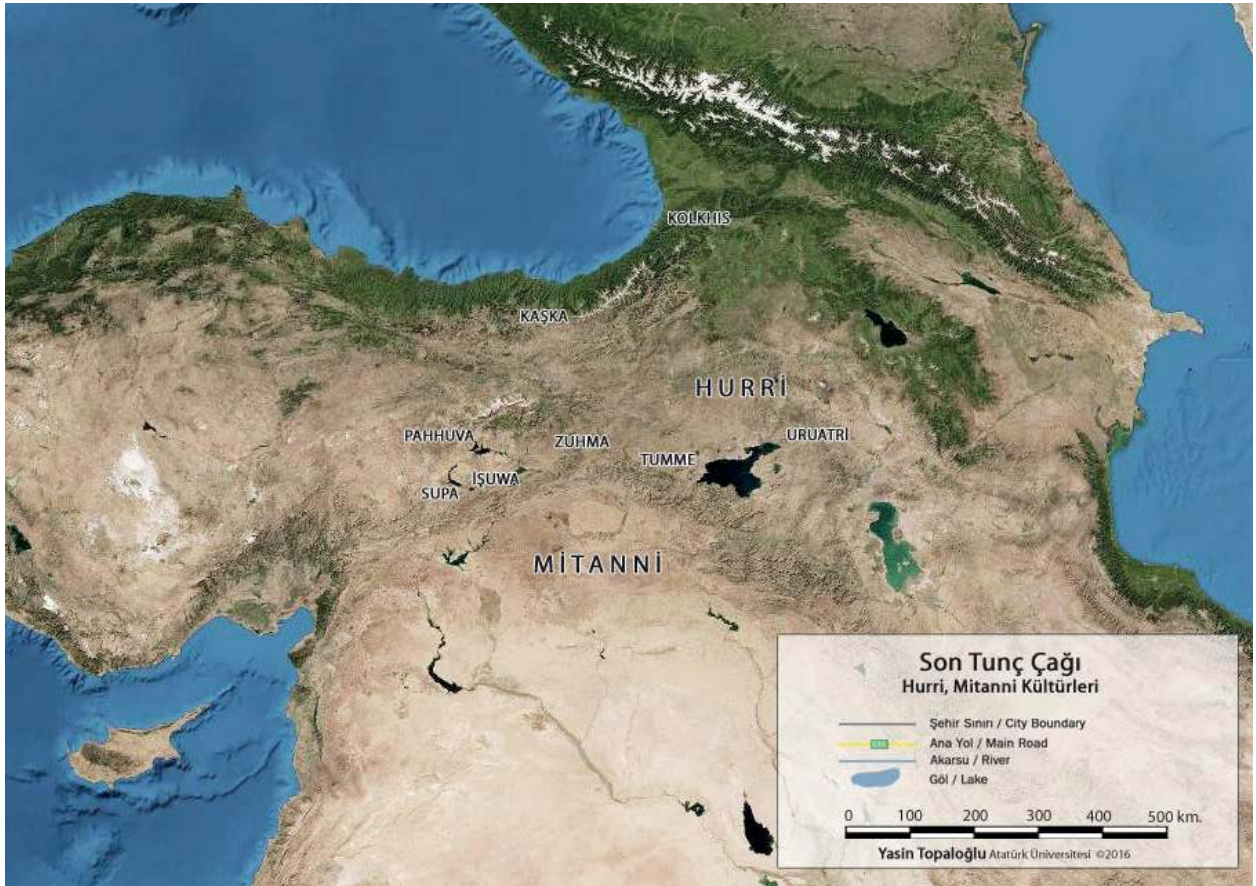 KOLKHIS
KAŞKA
HURRİ
PAHHUVA
ZUHMA
TUMME
URUATRİ
SUPA
İŞUWA
MİTANNİ
Son Tunç Çağı
Hurri, Mitanni Kültürleri
Şehir Sınırı / City Boundary
Ana Yol / Main Road
Akarsu / River
Göl / Lake
0 100 200 300 400 500 km.
Yasin Topaloğlu Atatürk Üniversitesi ©2016